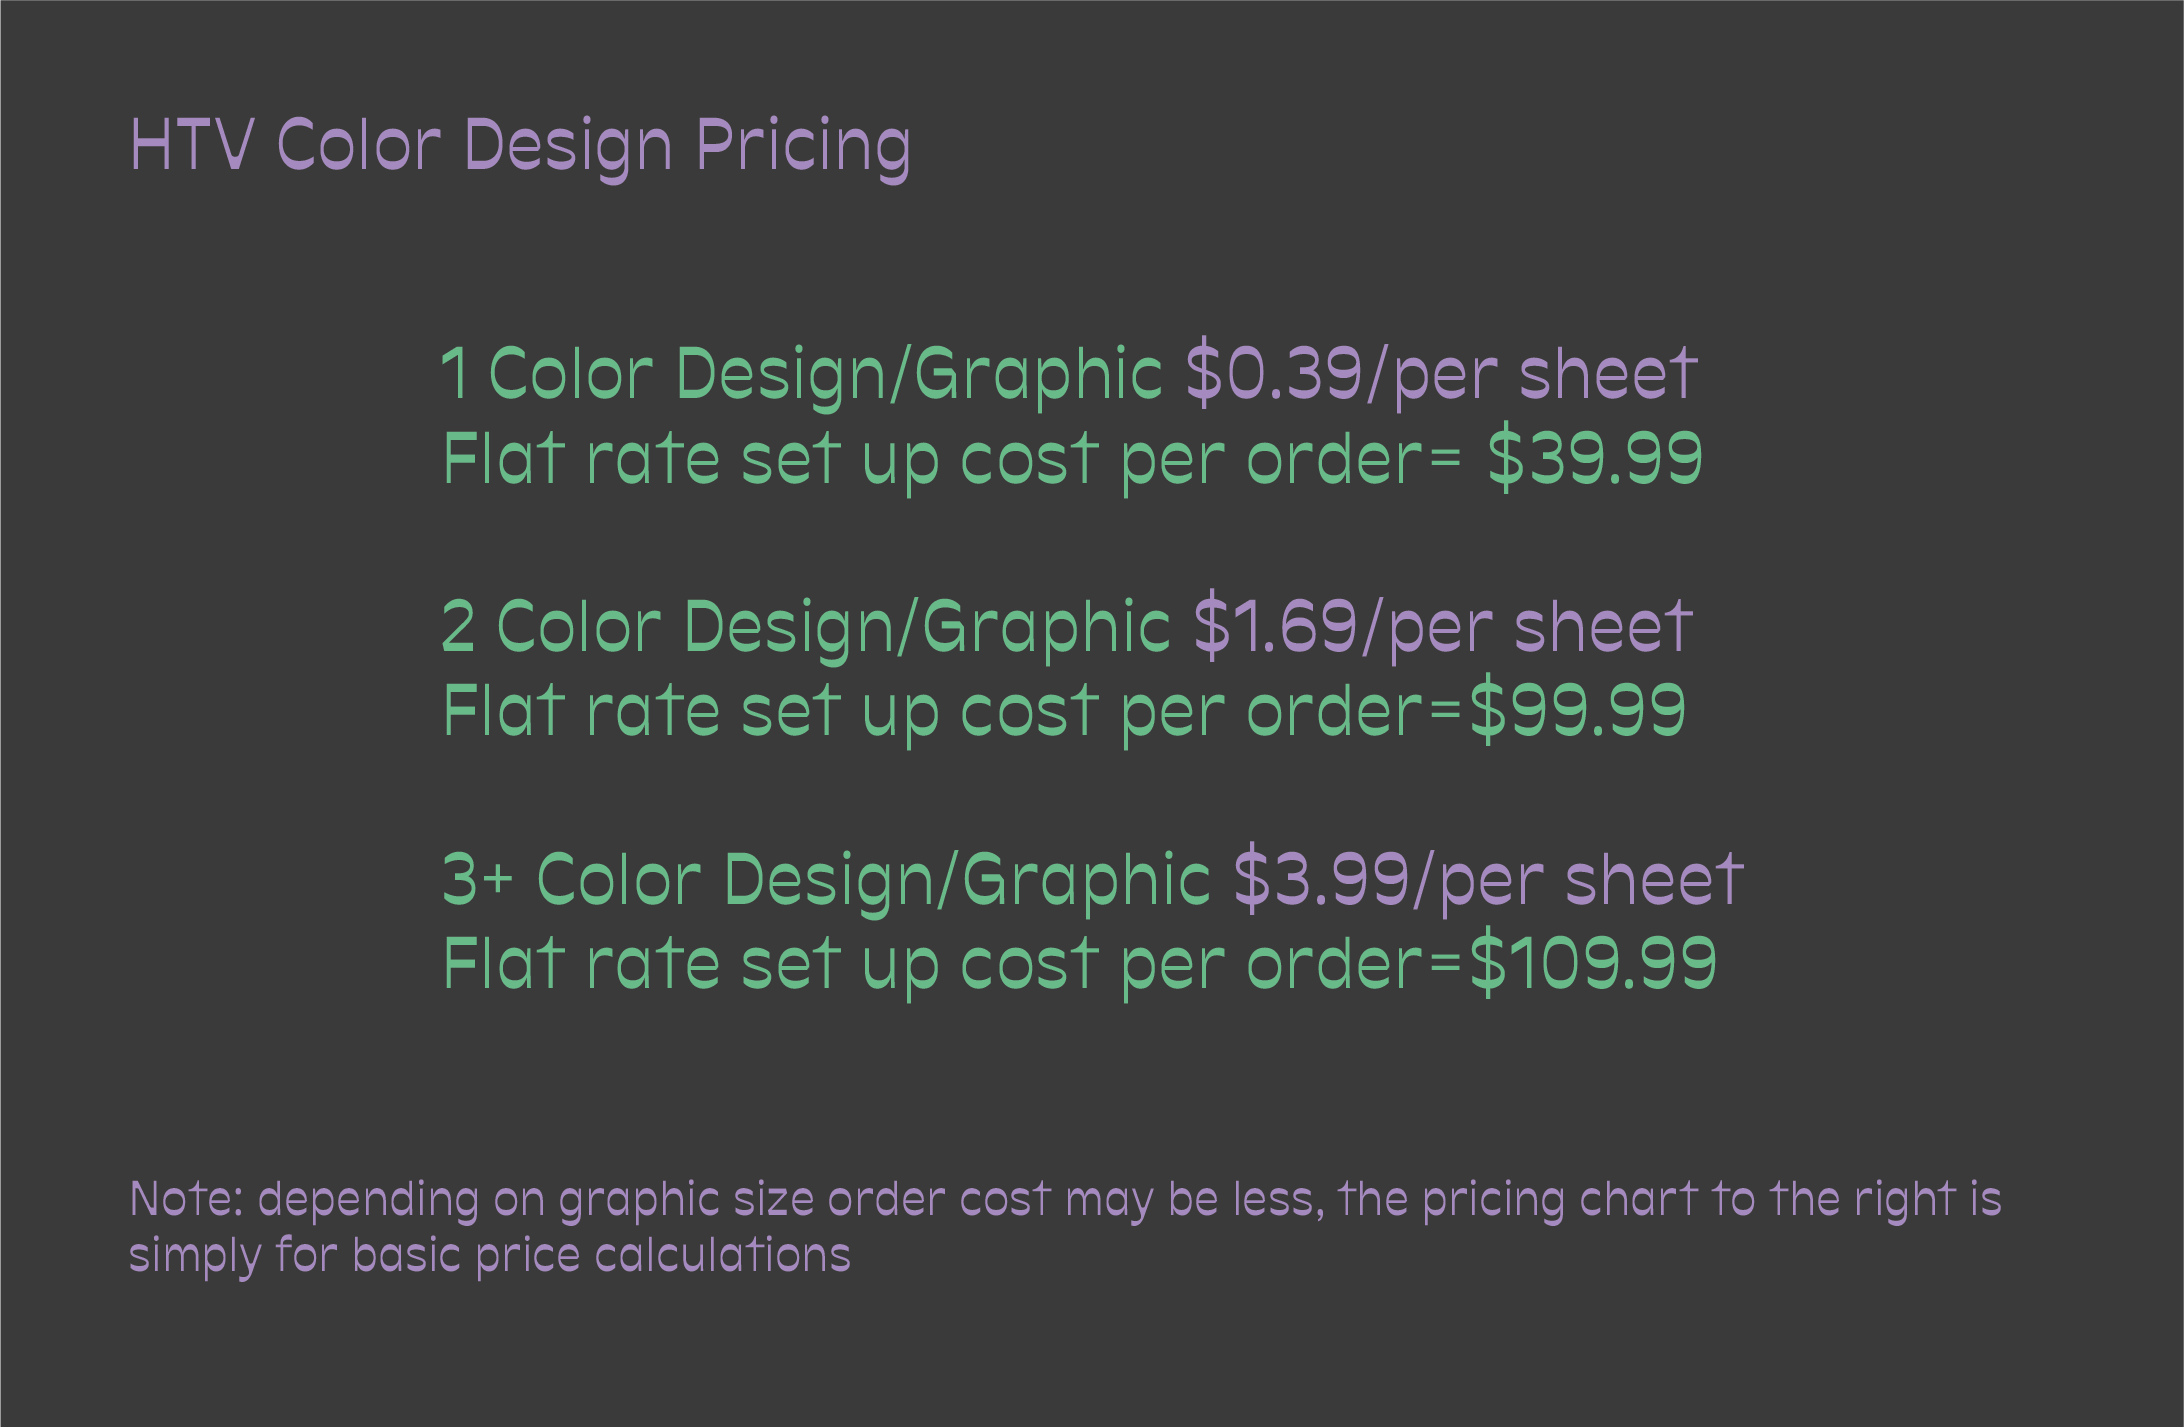 HTV Color Design Pricing
1 Color Design/Graphic $0.39/per sheet
Flat rate set up cost per order= $39.99
2 Color Design/Graphic $1.69/per sheet
Flat rate set up cost per order=$99.99
3+ Color Design/Graphic $3.99/per sheet
Flat rate set up cost per order=$109.99
Note: depending on graphic size order cost may be less, the pricing chart to the right is
simply for basic price calculations